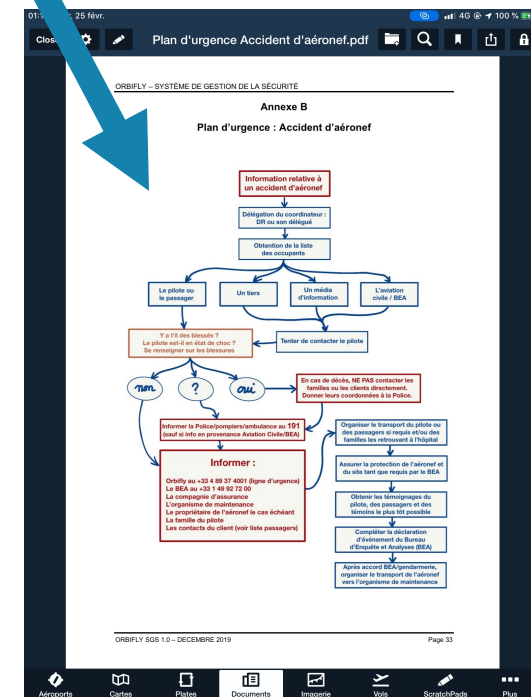 25 févr.
4G
100 %
Plan d'urgence Accident d'aéronef.pdf
ORBIFLY – SYSTÈME DE GESTION DE LA SÉCURITÉ
Annexe B
Plan d'urgence : Accident d'aéronef
Information relative à
un accident d'aéronef
Délégation du coordinateur :
DR ou son délégué
Obtention de la liste
des occupants
Le pilote ou
le passager
Un tiers
Un média
d'information
L'aviation
civile / BEA
Y a t'il des blessés ?
Le pilote est-il en état de choc ?
Se renseigner sur les blessures
Tenter de contacter le pilote
non
?
oui
En cas de décès, NE PAS contacter les
familles ou les clients directement.
Donner leurs coordonnées à la Police.
Informer la Police/pompiers/ambulance au 191
(sauf si info en provenance Aviation Civile/BEA)
Informer :
Orbifly au +33 4 89 37 4001 (ligne d'urgence)
Le BEA au +33 1 49 92 72 00
La compagnie d'assurance
L'organisme de maintenance
Le propriétaire de l'aéronef le cas échéant
La famille du pilote
Les contacts du client (voir liste passagers)
Organiser le transport du pilote ou
des passagers si requis et/ou des
familles les retrouvant à l'hôpital
Assurer la protection de l'aéronef et
du site tant que requis par le BEA
Obtenir les témoignages du
pilote, des passagers et des
témoins le plus tôt possible
Compléter la déclaration
d'événement du Bureau
d'Enquête et Analyses (BEA)
Après accord BEA/gendarmerie,
organiser le transport de l'aéronef
vers l'organisme de maintenance
ORBIFLY SGS 1.0 – DECEMBRE 2019
Page 33
Aéroports
Cartes
Plates
Documents
Imagerie
Vols
ScratchPads
Plus